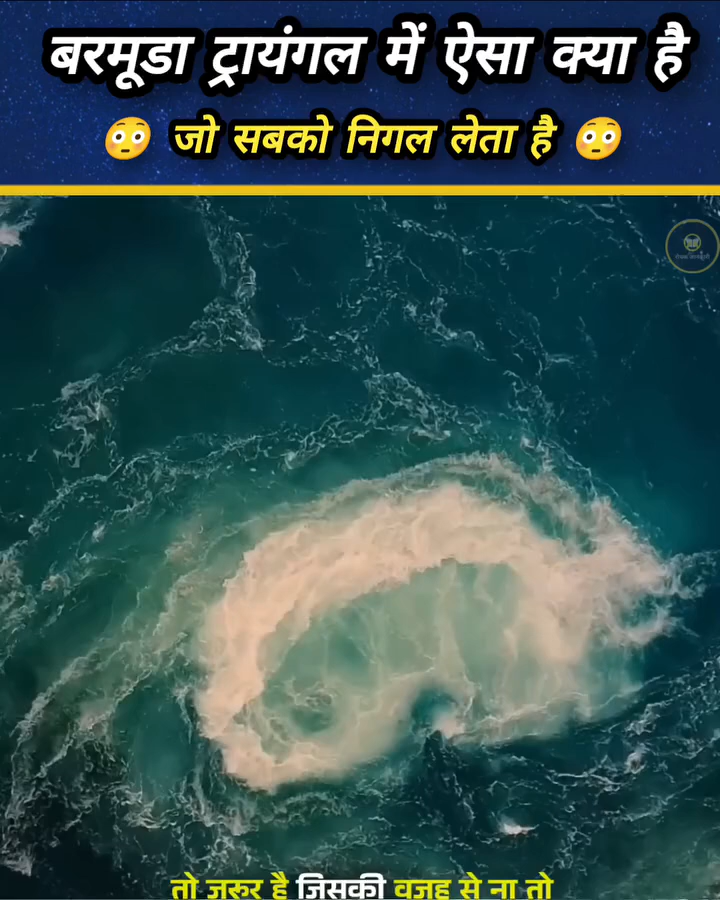 बरमूडा ट्रायंगल में ऐसा क्या है
😳 जो सबको निगल लेता है 😳
तो जरूर है जिसकी वजह से ना तो